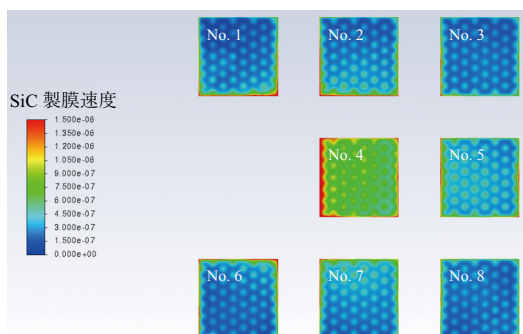 No. 1
No. 2
No. 3
SiC 製膜速度
1.500e-06
1.350e-06
1.200e-06
1.050e-06
9.000e-07
7.500e-07
6.000e-07
4.500e-07
3.000e-07
1.500e-07
0.000e+00
No. 4
No. 5
No. 6
No. 7
No. 8